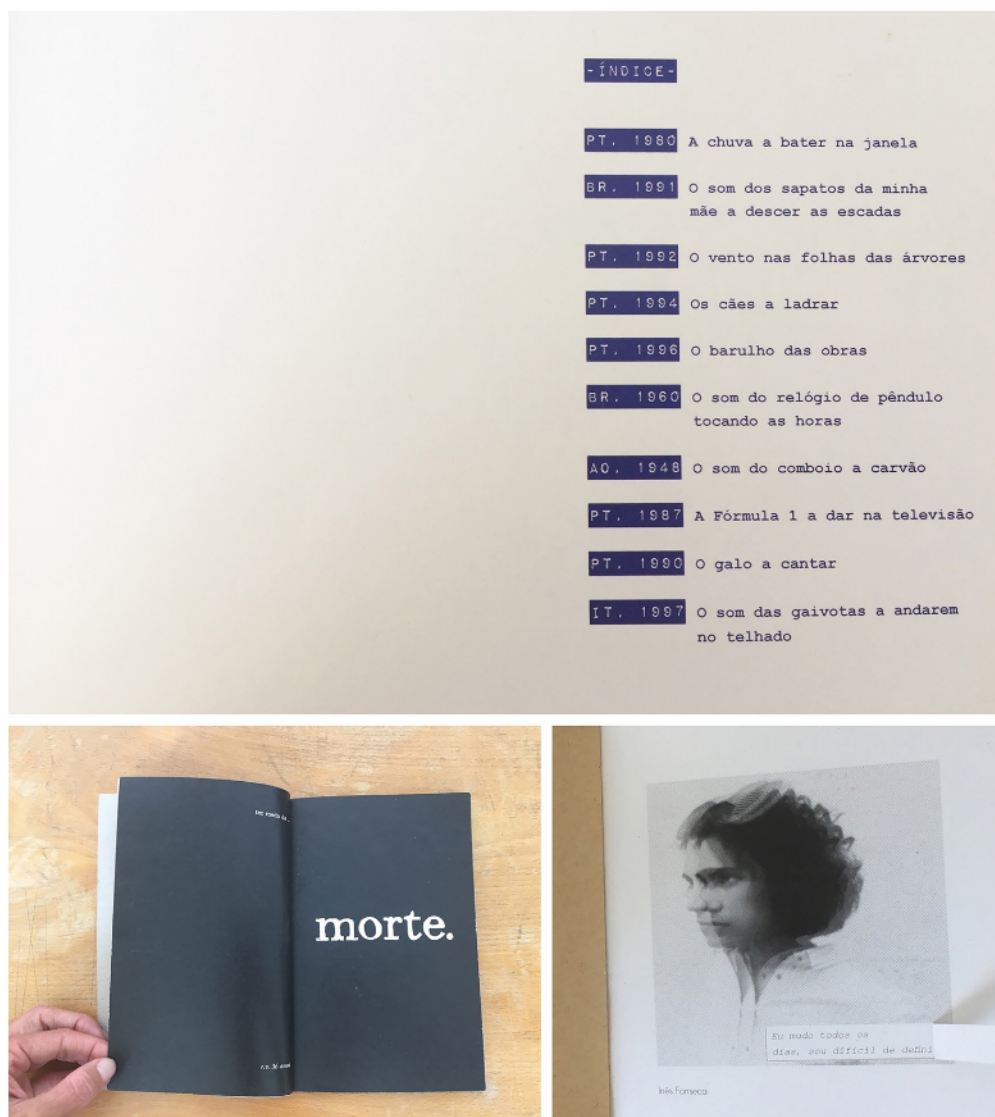 -ÍNDICE-
PT. 1980 A chuva a bater na janela
BR. 1991 O som dos sapatos da minha
mãe a descer as escadas
PT. 1992 O vento nas folhas das árvores
PT. 1994 Os cães a ladrar
PT. 1996 O barulho das obras
BR. 1960 O som do relógio de pêndulo
tocando as horas
AO. 1948 O som do comboio a carvão
PT. 1987 A Fórmula 1 a dar na televisão
PT. 1990 O galo a cantar
IT. 1997 O som das gaivotas a andarem
no telhado
morte.
Eu mudo todos os
dias, sou difícil de defini
Inês Fonseca